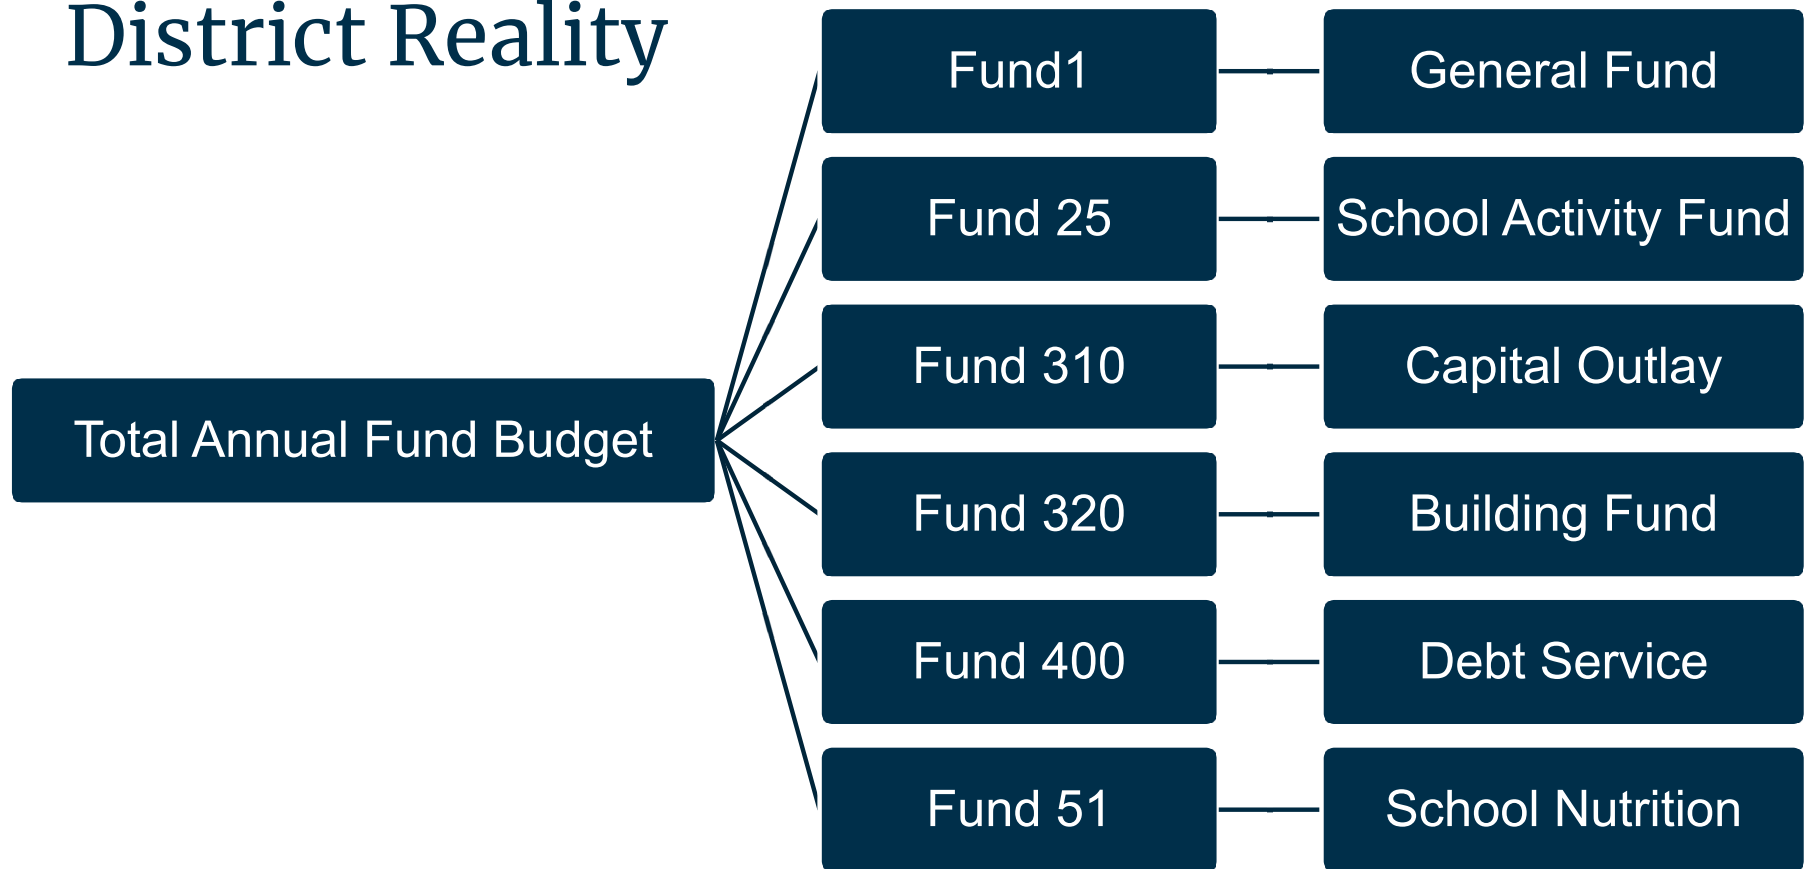 District Reality
Total Annual Fund Budget
Fund1
General Fund
Fund 25
School Activity Fund
Fund 310
Capital Outlay
Fund 320
Building Fund
Fund 400
Debt Service
Fund 51
School Nutrition